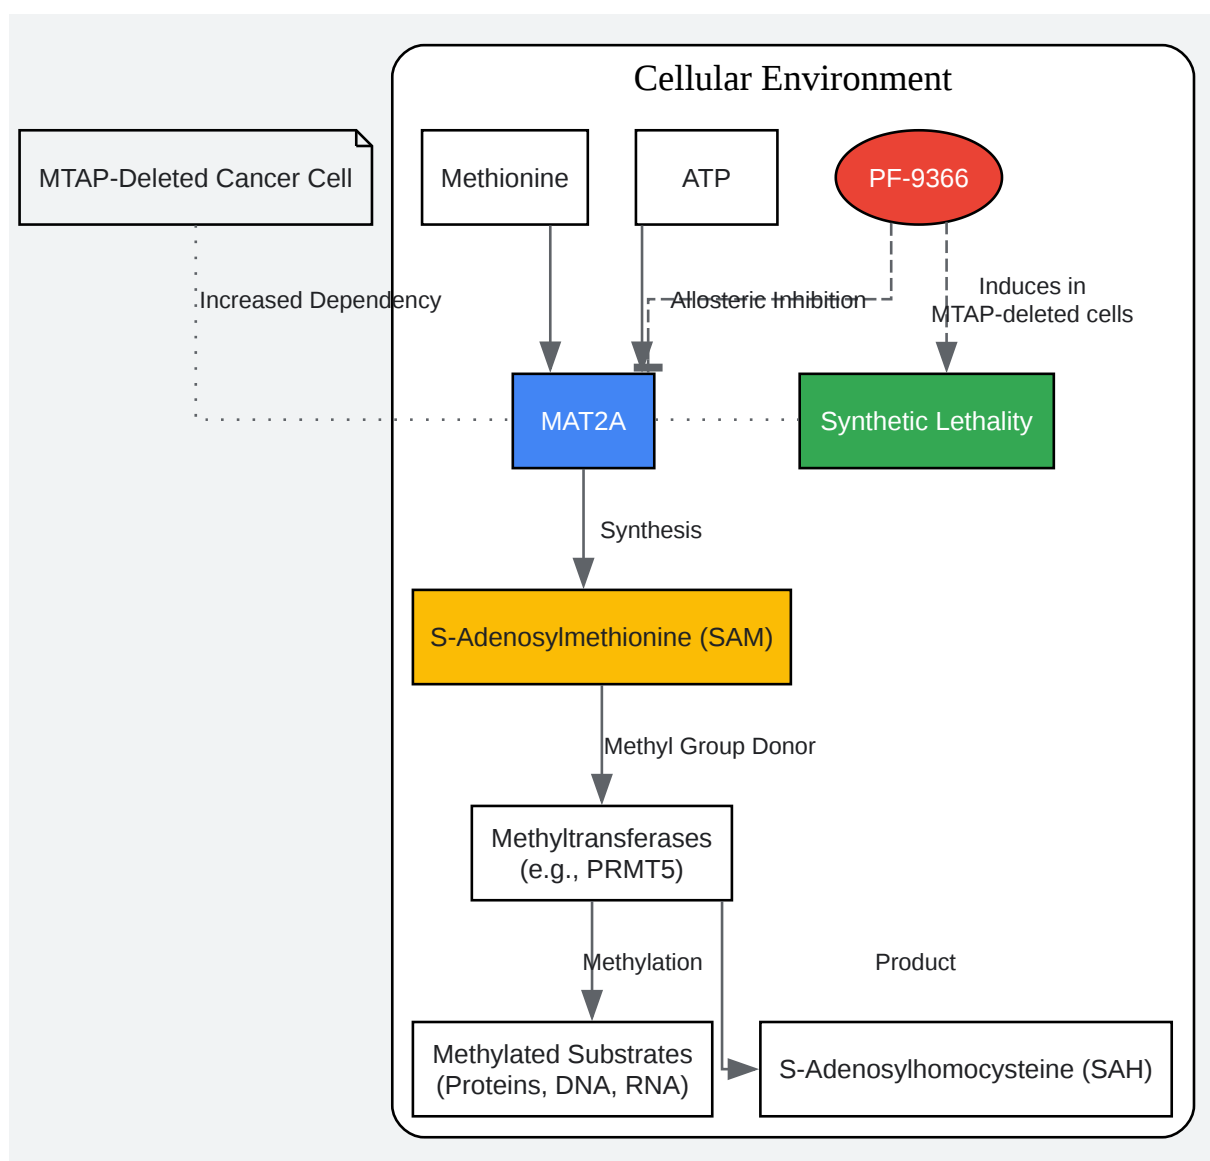 Cellular Environment
MTAP-Deleted Cancer Cell
Methionine
ATP
PF-9366
Increased Dependency
Allosteric Inhibition
Induces in
MTAP-deleted cells
MAT2A
Synthetic Lethality
Synthesis
S-Adenosylmethionine (SAM)
Methyl Group Donor
Methyltransferases
(e.g., PRMT5)
Methylation
Product
Methylated Substrates
(Proteins, DNA, RNA)
S-Adenosylhomocysteine (SAH)